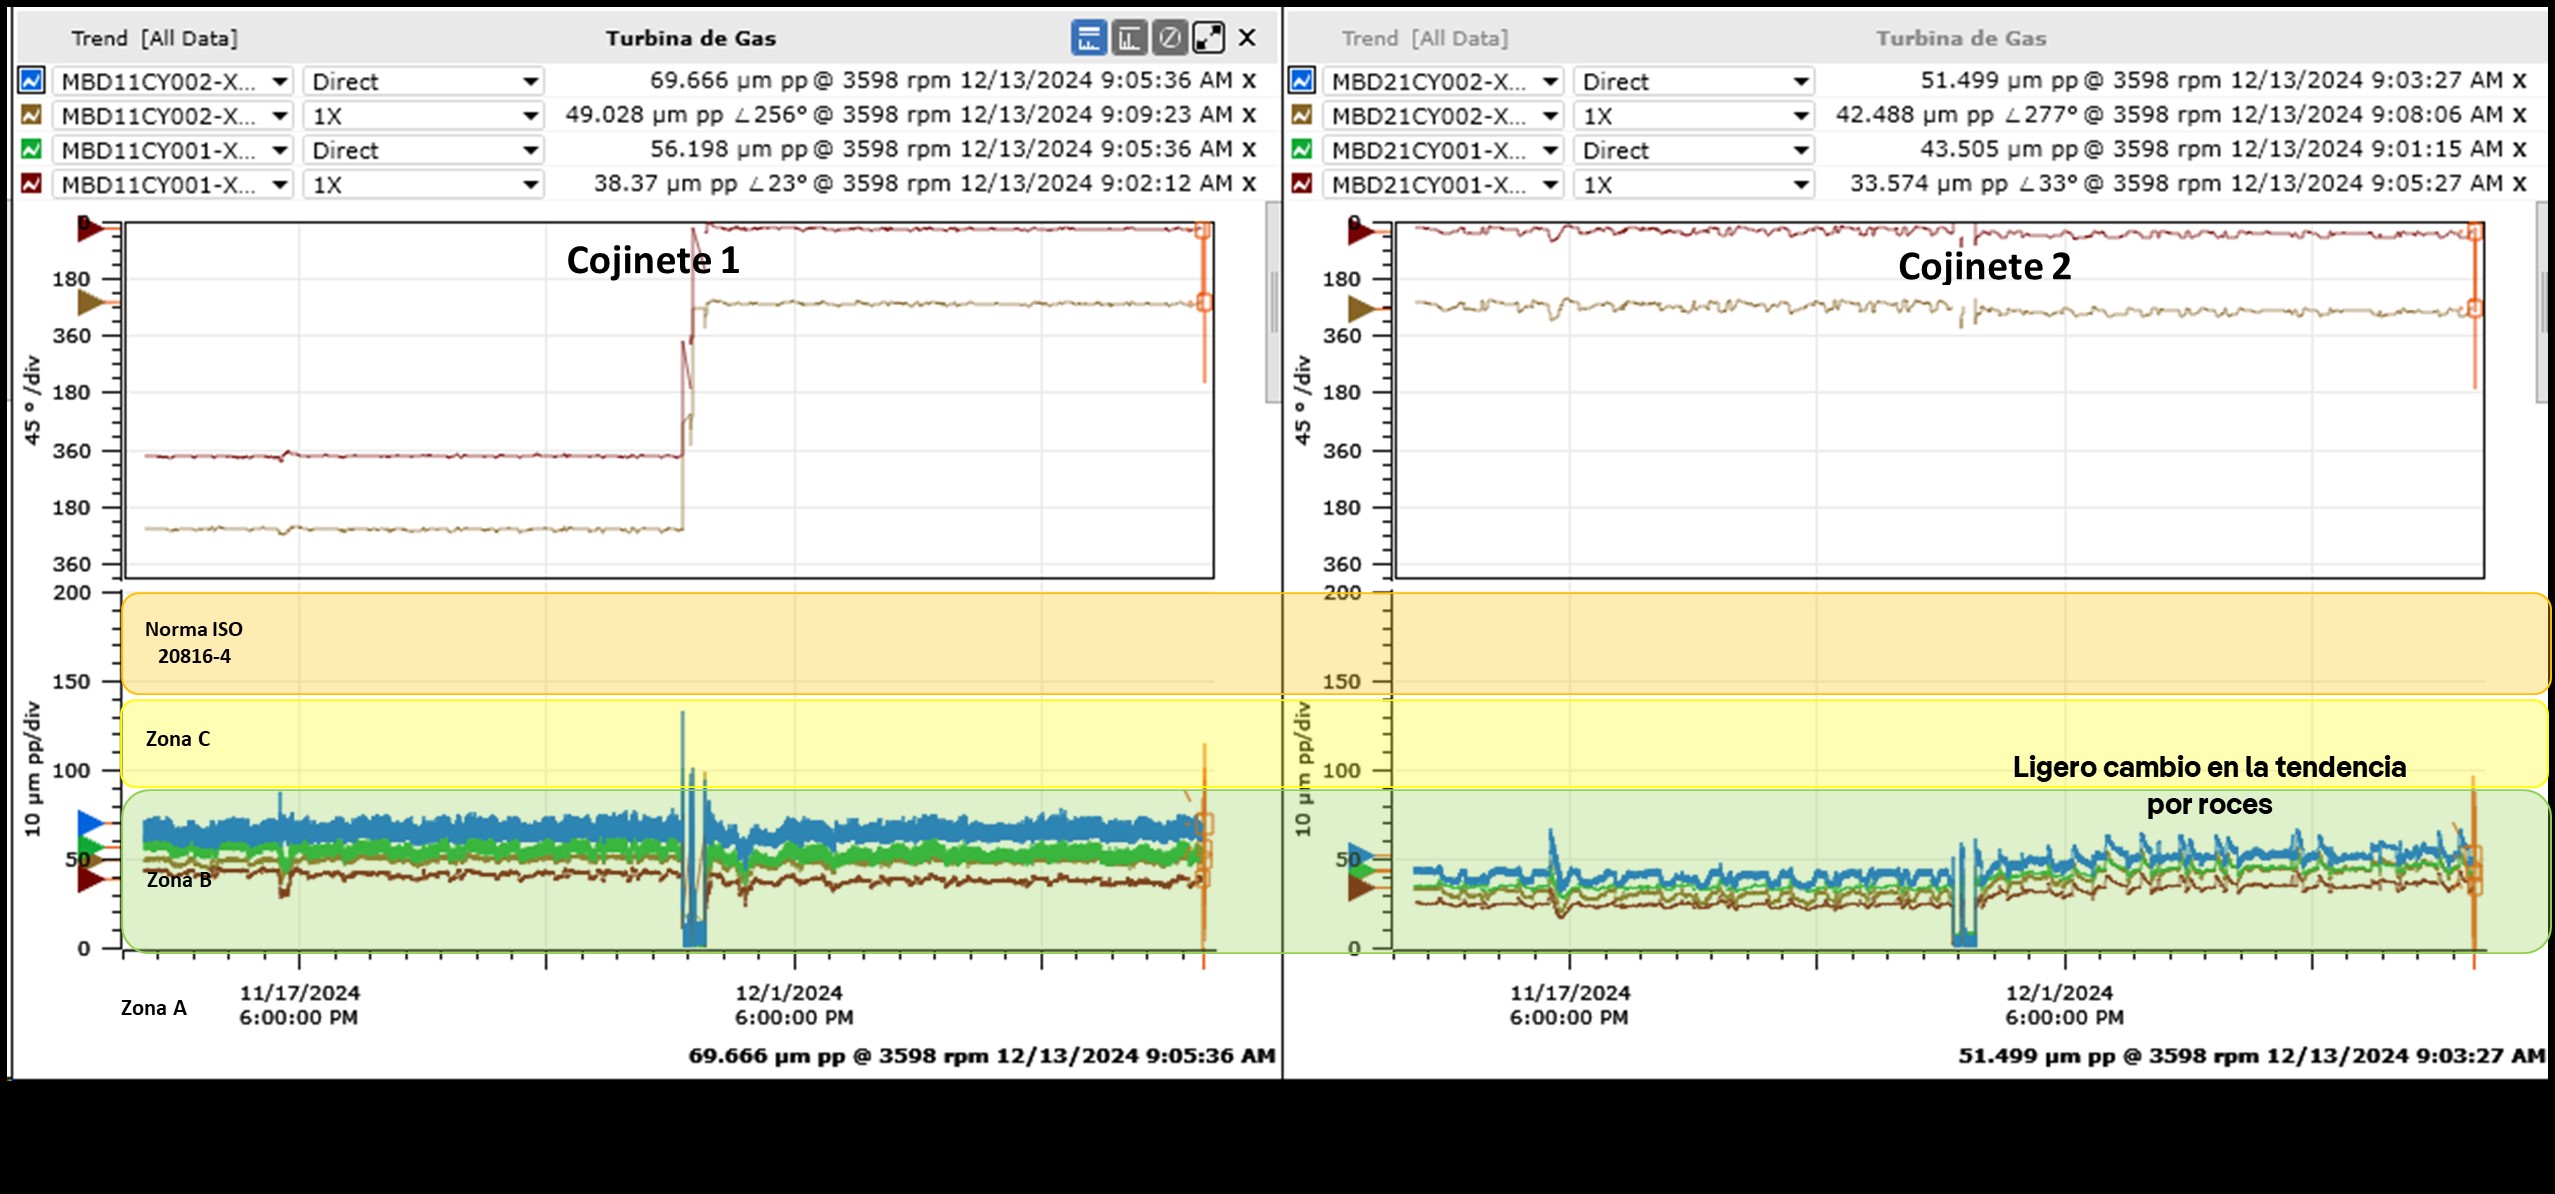 Trend [All Data] Turbina de Gas X
MBD11CY002-X... Direct 69.666 µm pp @ 3598 rpm 12/13/2024 9:05:36 AM X
MBD11CY002-X... 1X 49.028 µm pp ∠256° @ 3598 rpm 12/13/2024 9:09:23 AM X
MBD11CY001-X... Direct 56.198 µm pp @ 3598 rpm 12/13/2024 9:05:36 AM X
MBD11CY001-X... 1X 38.37 µm pp ∠23° @ 3598 rpm 12/13/2024 9:02:12 AM X
Cojinete 1
0
180
360
180
360
180
360
45 ° /div
200
150
100
50
0
10 µm pp/div
Norma ISO
20816-4
Zona C
Zona B
Zona A
11/17/2024
6:00:00 PM
12/1/2024
6:00:00 PM
69.666 µm pp @ 3598 rpm 12/13/2024 9:05:36 AM
Trend [All Data] Turbina de Gas
MBD21CY002-X... Direct 51.499 µm pp @ 3598 rpm 12/13/2024 9:03:27 AM X
MBD21CY002-X... 1X 42.488 µm pp ∠277° @ 3598 rpm 12/13/2024 9:08:06 AM X
MBD21CY001-X... Direct 43.505 µm pp @ 3598 rpm 12/13/2024 9:01:15 AM X
MBD21CY001-X... 1X 33.574 µm pp ∠33° @ 3598 rpm 12/13/2024 9:05:27 AM X
Cojinete 2
0
180
360
180
360
180
360
45 ° /div
200
150
100
50
0
10 µm pp/div
Ligero cambio en la tendencia
por roces
11/17/2024
6:00:00 PM
12/1/2024
6:00:00 PM
51.499 µm pp @ 3598 rpm 12/13/2024 9:03:27 AM